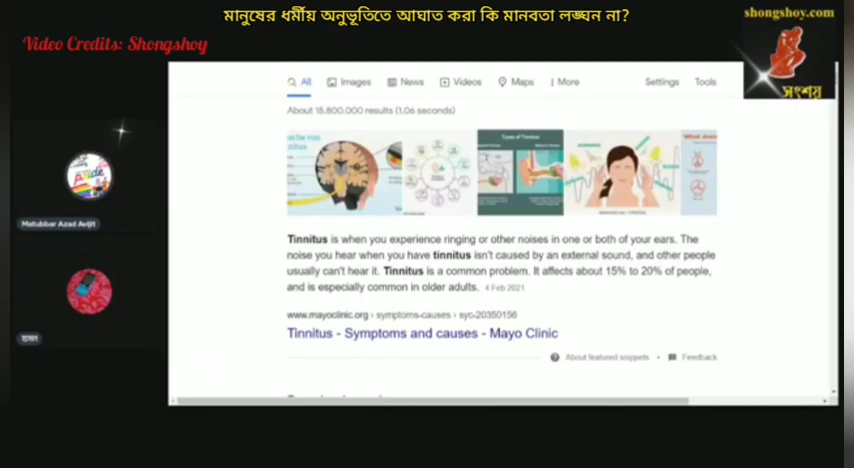 মানুষের ধর্মীয় অনুভূতিতে আঘাত করা কি মানবতা লঙ্ঘন না?
shongshoy.com
Video Credits: Shongshoy
সংশয়
All Images News Videos Maps More Settings Tools
About 15,800,000 results (1.06 seconds)
Types of Tinnitus
What does
Tinnitus is when you experience ringing or other noises in one or both of your ears. The
noise you hear when you have tinnitus isn't caused by an external sound, and other people
usually can't hear it. Tinnitus is a common problem. It affects about 15% to 20% of people,
and is especially common in older adults. 4 Feb 2021
www.mayoclinic.org › symptoms-causes › syc-20350156
Tinnitus - Symptoms and causes - Mayo Clinic
About featured snippets • Feedback
pride
Matubbar Azad Avijit